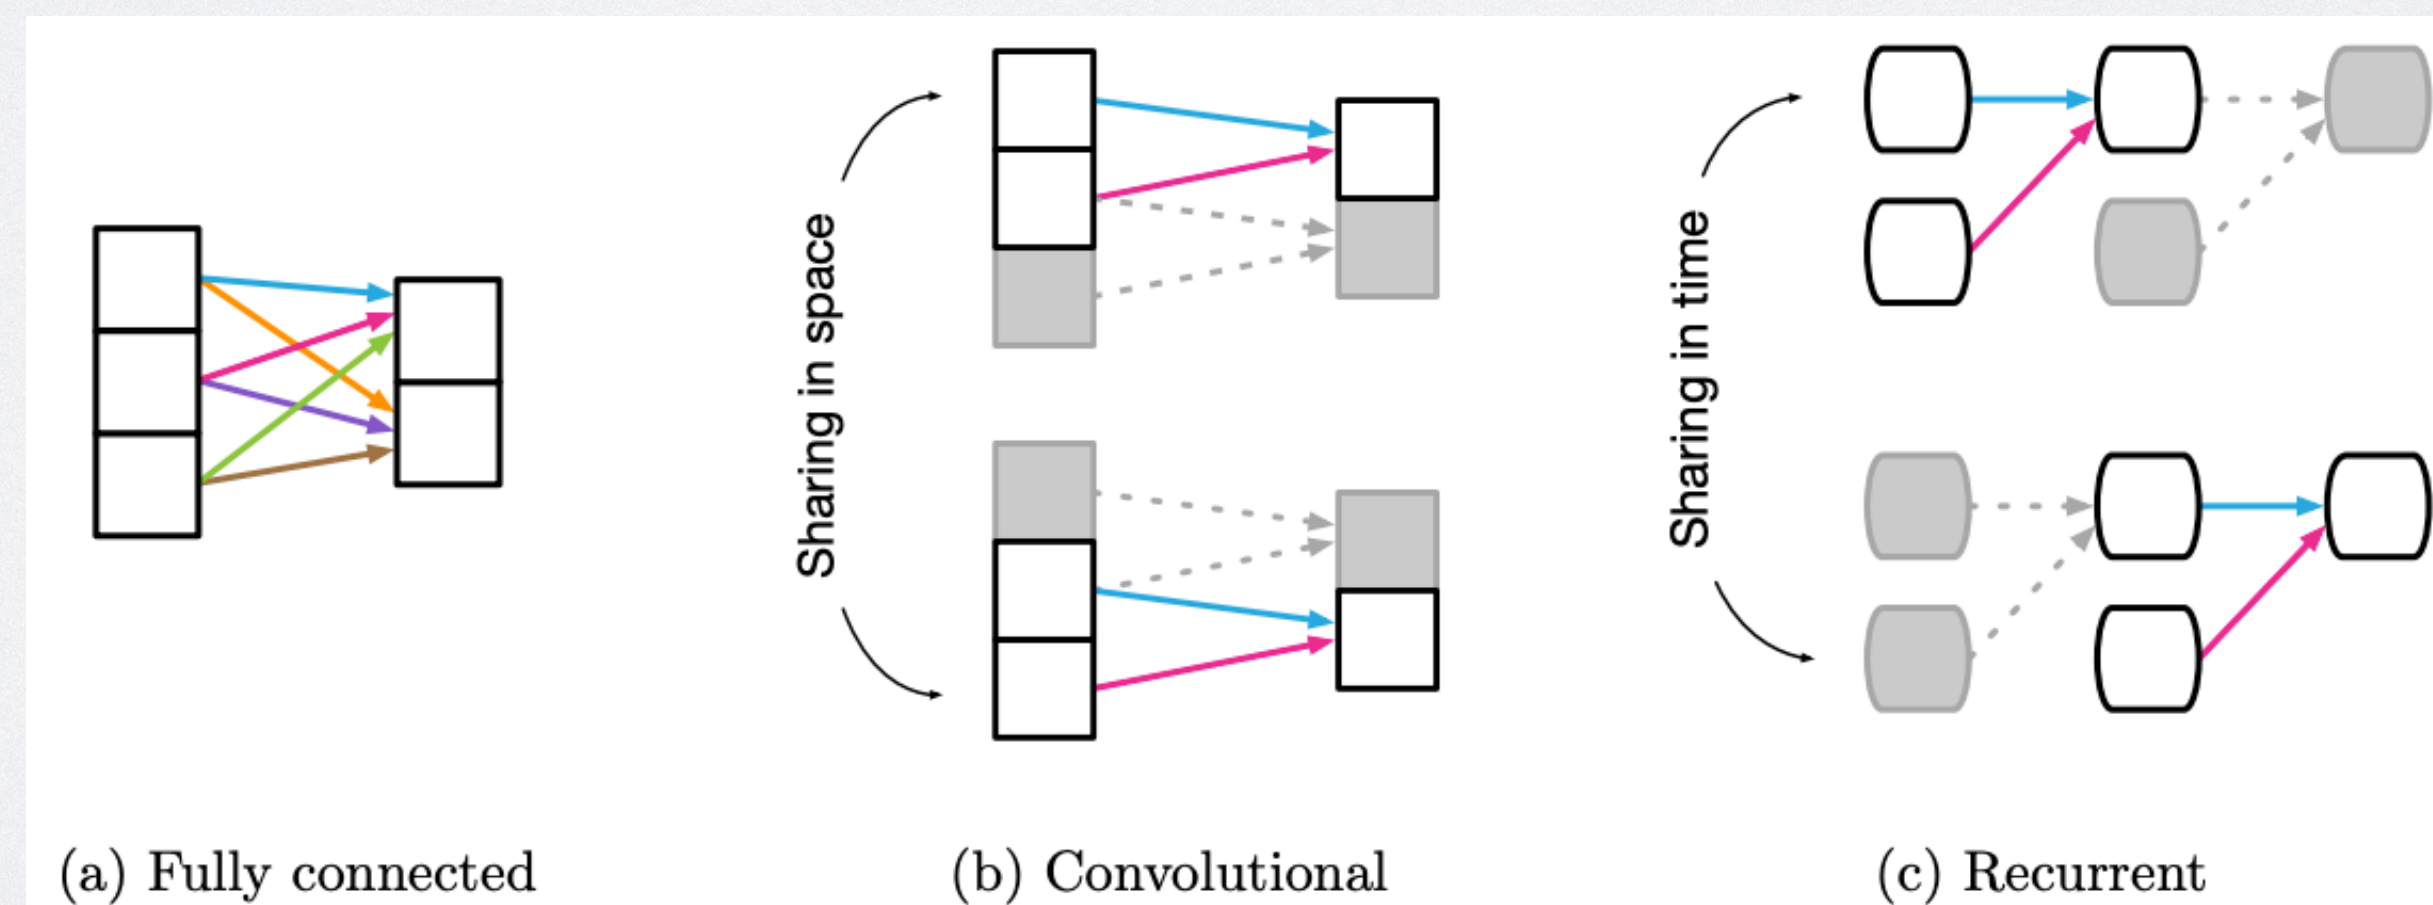 Sharing in space
Sharing in time
(a) Fully connected
(b) Convolutional
(c) Recurrent